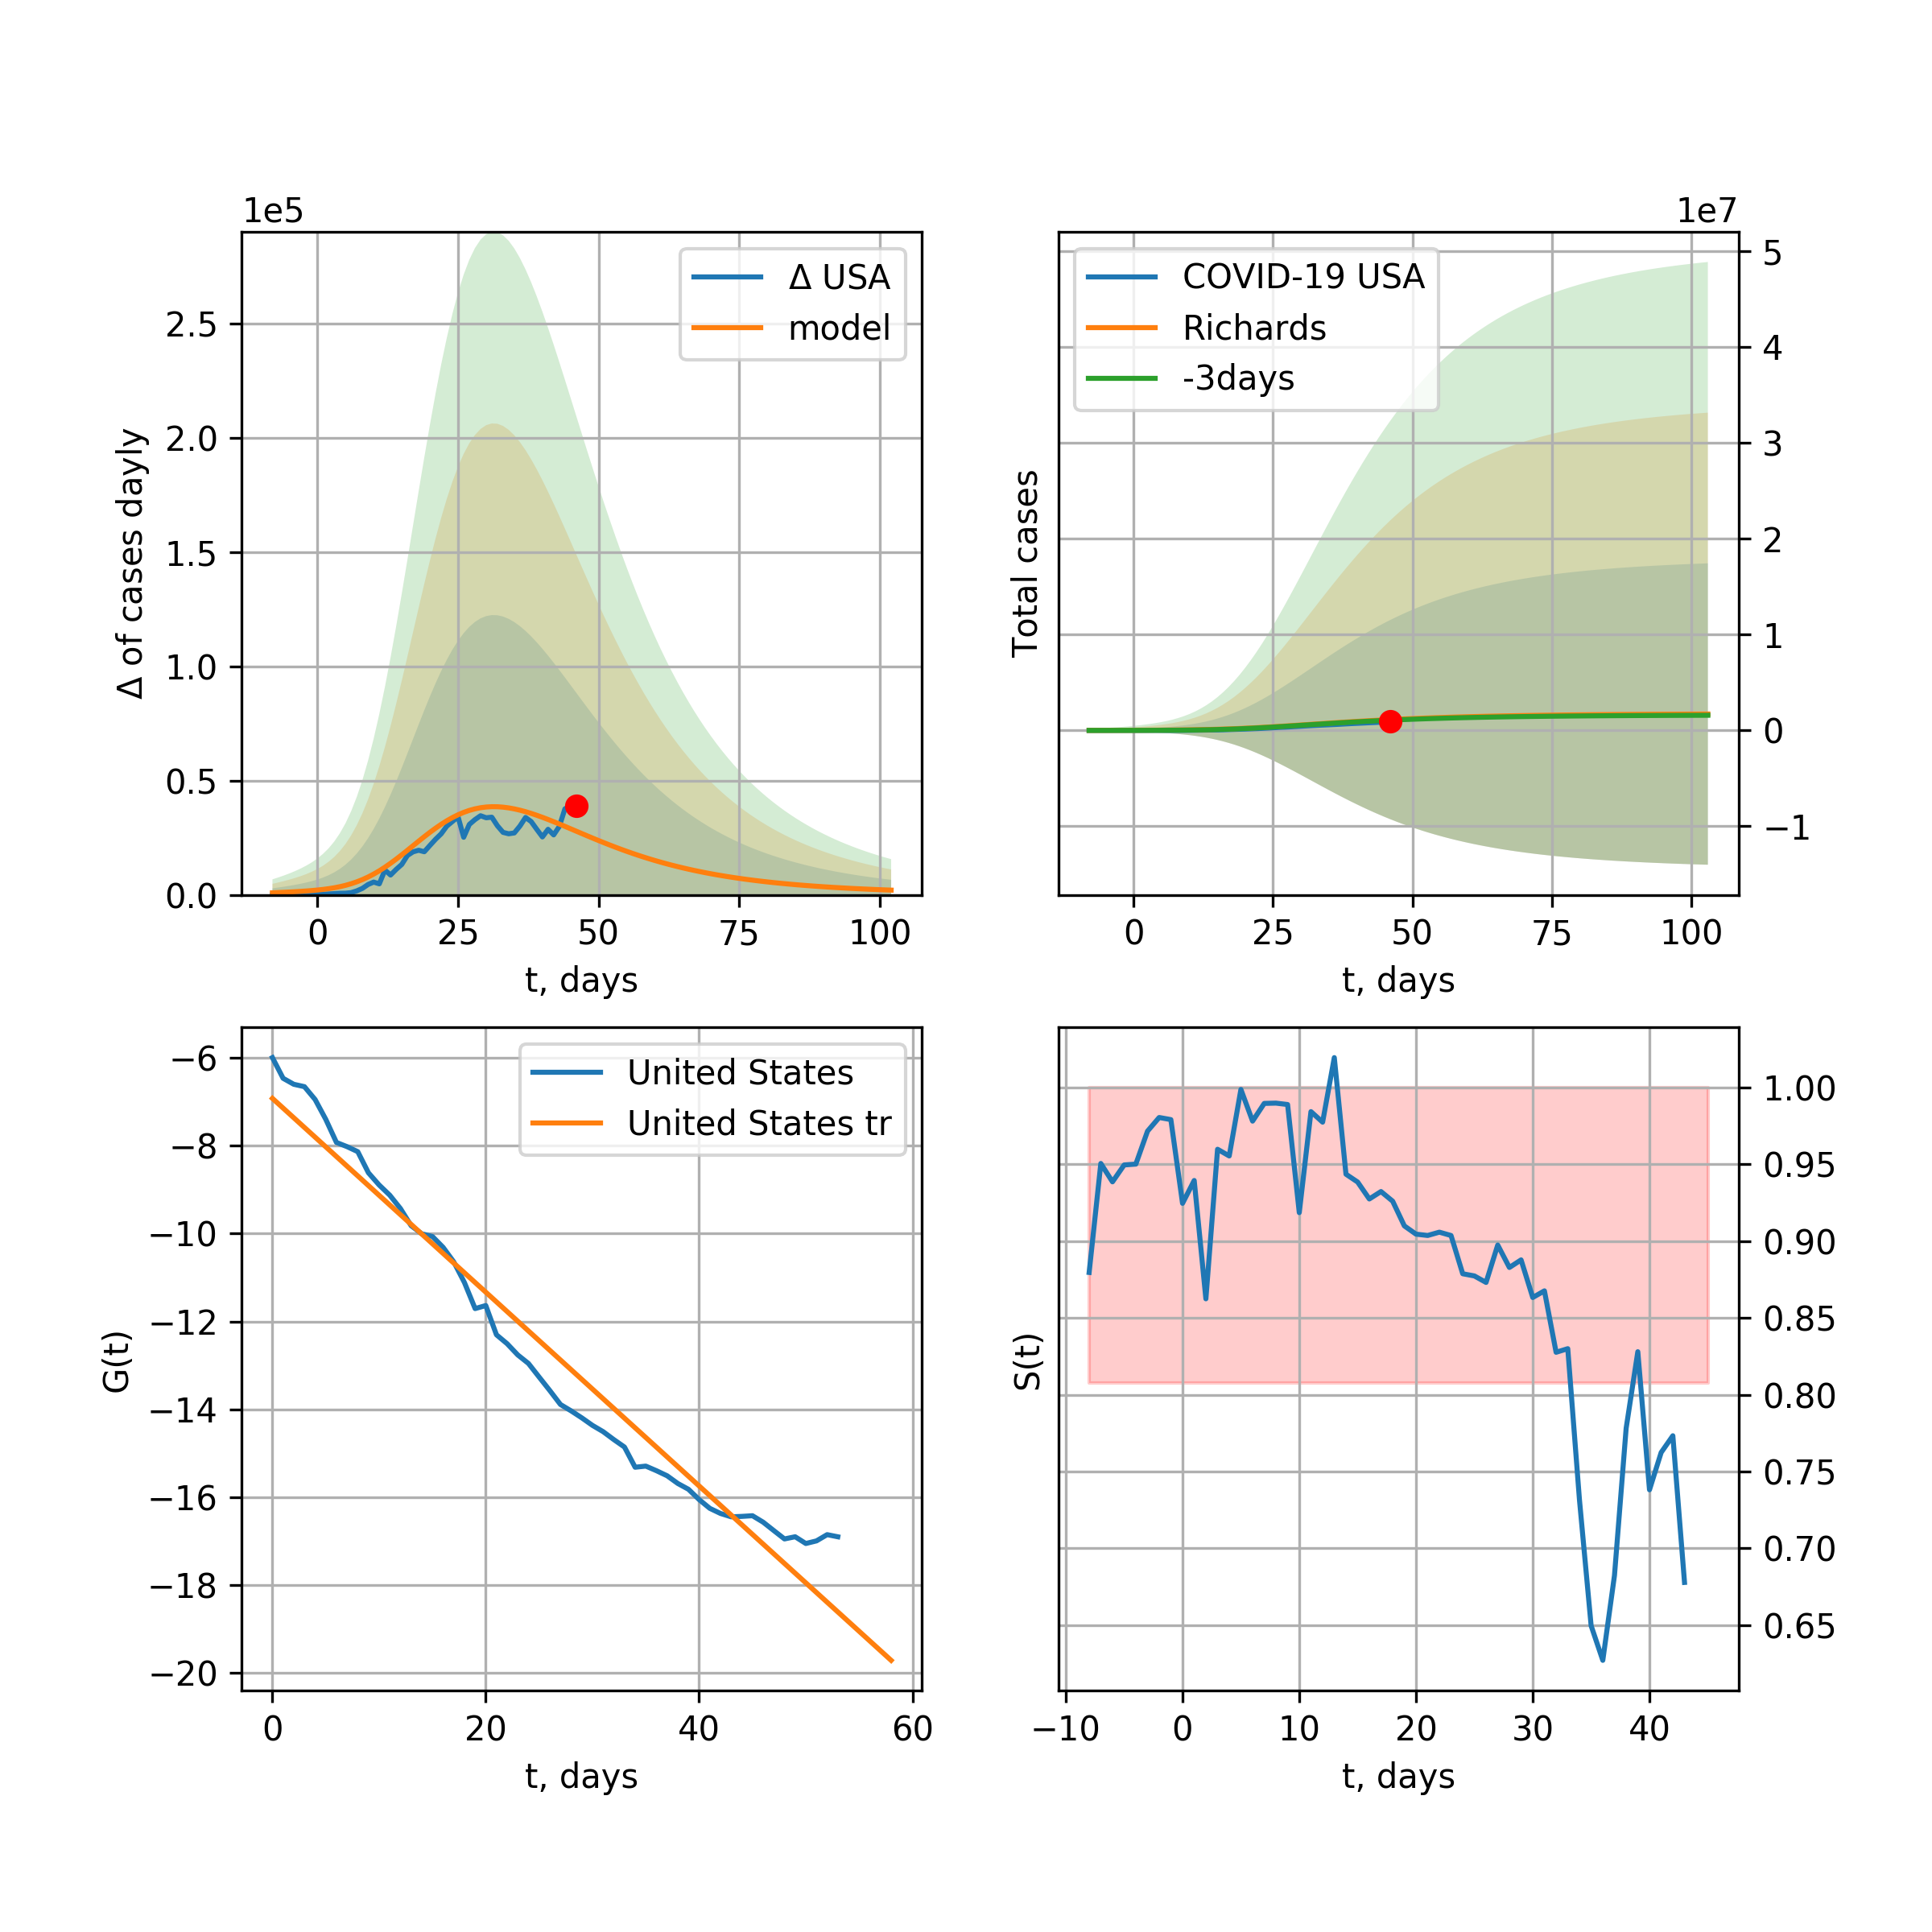 1e5
Δ USA
model
2.5
2.0
1.5
1.0
0.5
0.0
Δ of cases dayly
0 25 50 75 100
t, days
1e7
COVID-19 USA
Richards
-3days
5
4
3
2
1
0
−1
Total cases
0 25 50 75 100
t, days
United States
United States tr
−6
−8
−10
−12
−14
−16
−18
−20
G(t)
0 20 40 60
t, days
1.00
0.95
0.90
0.85
0.80
0.75
0.70
0.65
S(t)
−10 0 10 20 30 40
t, days